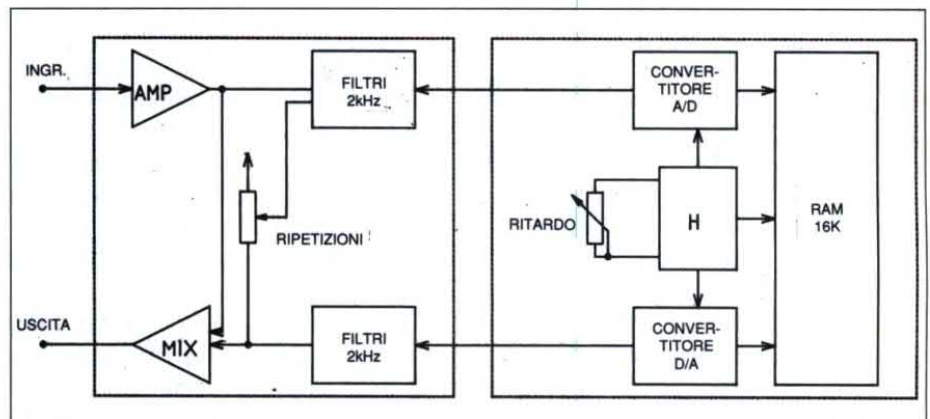 INGR.
AMP
FILTRI
2kHz
CONVER-
TITORE
A/D
RIPETIZIONI
RITARDO
H
RAM
16K
USCITA
MIX
FILTRI
2kHz
CONVER-
TITORE
D/A